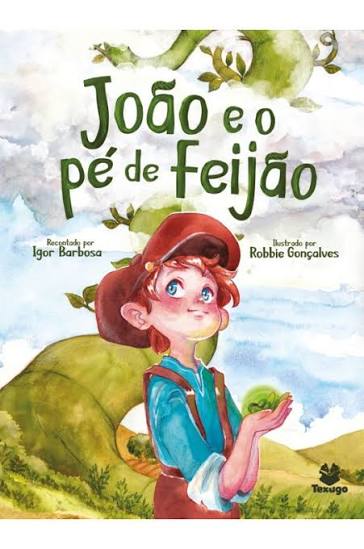 João e o
pé de feijão
Recontado por
Igor Barbosa
Ilustrado por
Robbie Gonçalves
Texugo